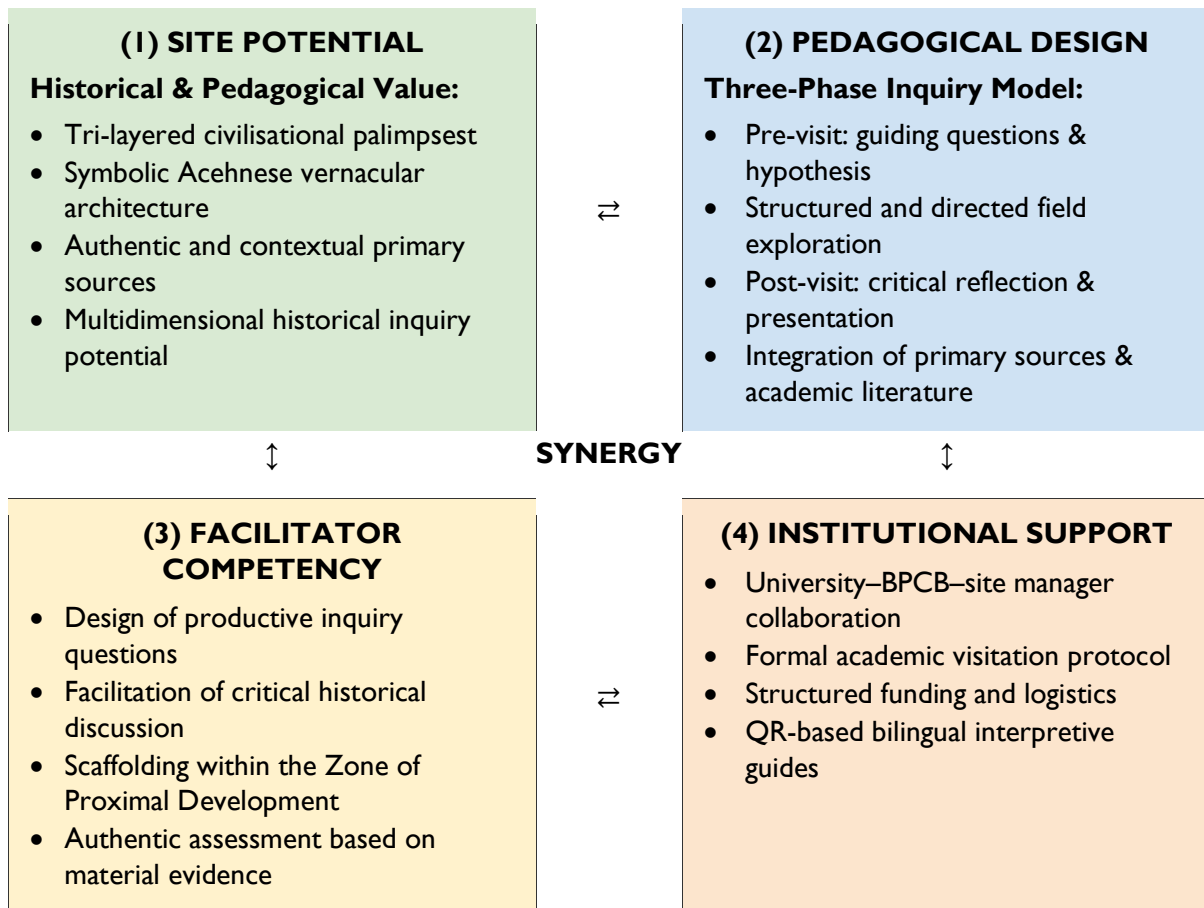 (1) SITE POTENTIAL
Historical & Pedagogical Value:
• Tri-layered civilisational palimpsest
• Symbolic Acehnese vernacular
architecture
• Authentic and contextual primary
sources
• Multidimensional historical inquiry
potential
⇄
(2) PEDAGOGICAL DESIGN
Three-Phase Inquiry Model:
• Pre-visit: guiding questions &
hypothesis
• Structured and directed field
exploration
• Post-visit: critical reflection &
presentation
• Integration of primary sources &
academic literature
↕
SYNERGY
↕
(3) FACILITATOR
COMPETENCY
• Design of productive inquiry
questions
• Facilitation of critical historical
discussion
• Scaffolding within the Zone of
Proximal Development
• Authentic assessment based on
material evidence
⇄
(4) INSTITUTIONAL SUPPORT
• University–BPCB–site manager
collaboration
• Formal academic visitation protocol
• Structured funding and logistics
• QR-based bilingual interpretive
guides